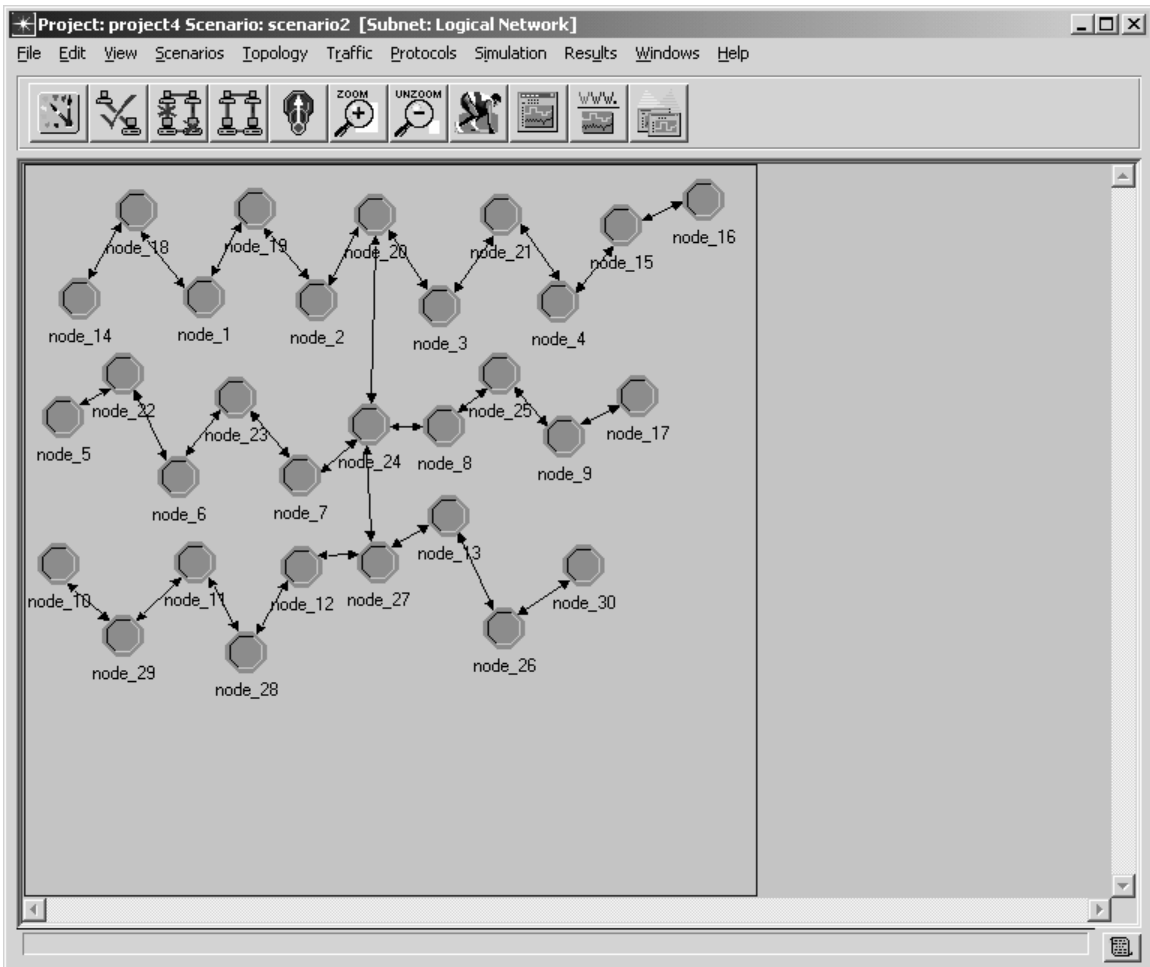 Project: project4 Scenario: scenario2 [Subnet: Logical Network]
File Edit View Scenarios Topology Traffic Protocols Simulation Results Windows Help
ZOOM UNZOOM WWW.
node_18 node_19 node_20 node_21 node_15 node_16
node_14 node_1 node_2 node_3 node_4
node_22 node_23 node_25 node_17
node_5 node_24 node_8 node_9
node_6 node_7
node_13
node_10 node_11 node_12 node_27 node_30
node_29 node_28 node_26